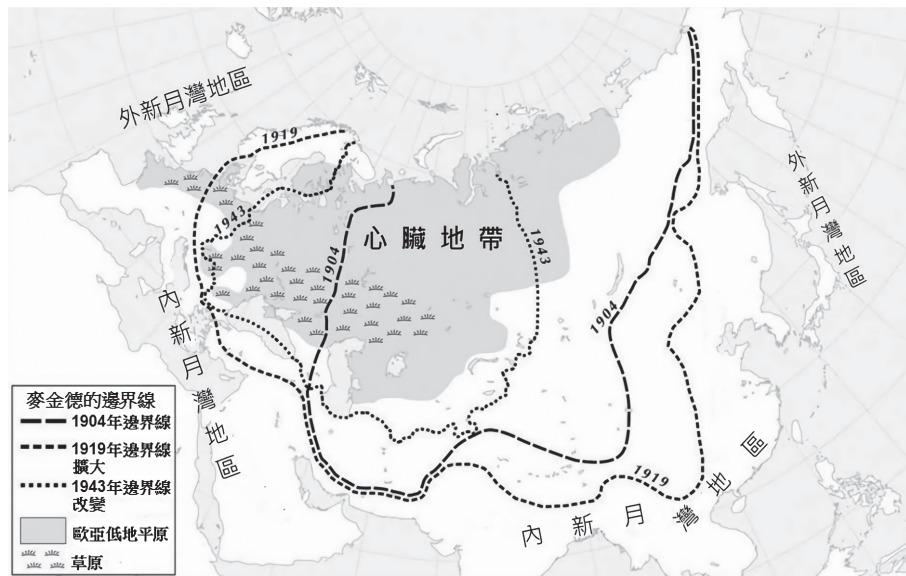 外新月灣地區
1919
1943
心臟地帶
1904
1943
外新月灣地區
1904
內新月灣地區
1919
內新月灣地區
麥金德的邊界線
1904年邊界線
1919年邊界線
擴大
1943年邊界線
改變
歐亞低地平原
草原